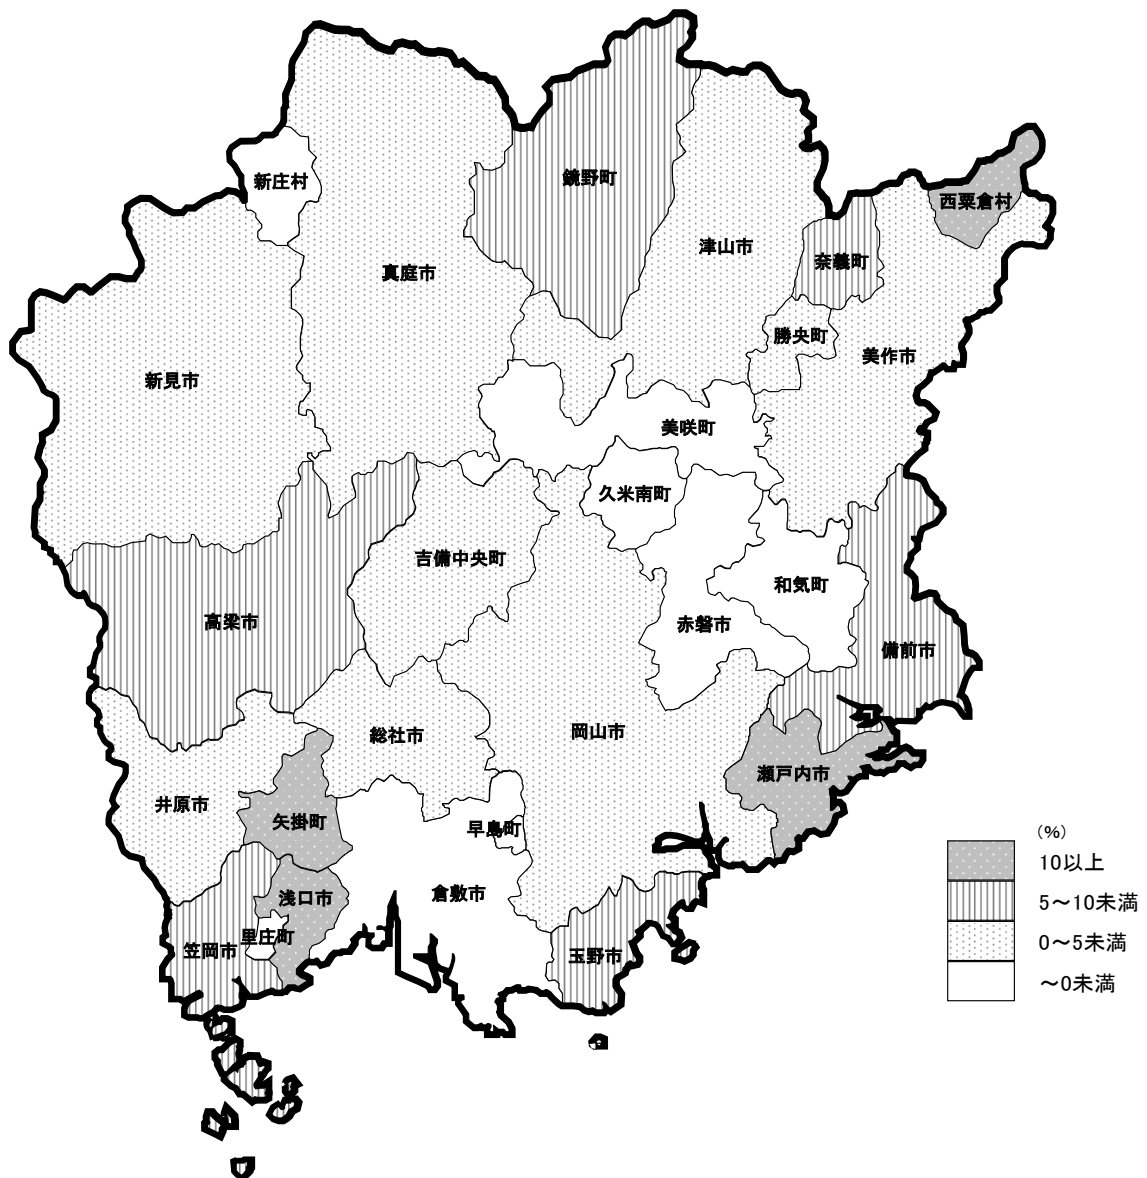 新庄村
鏡野町
西粟倉村
津山市
奈義町
真庭市
勝央町
美作市
新見市
美咲町
久米南町
吉備中央町
和気町
高梁市
赤磐市
備前市
岡山市
総社市
瀬戸内市
井原市
矢掛町
早島町
倉敷市
浅口市
里庄町
笠岡市
玉野市
(%)
10以上
5~10未満
0~5未満
~0未満